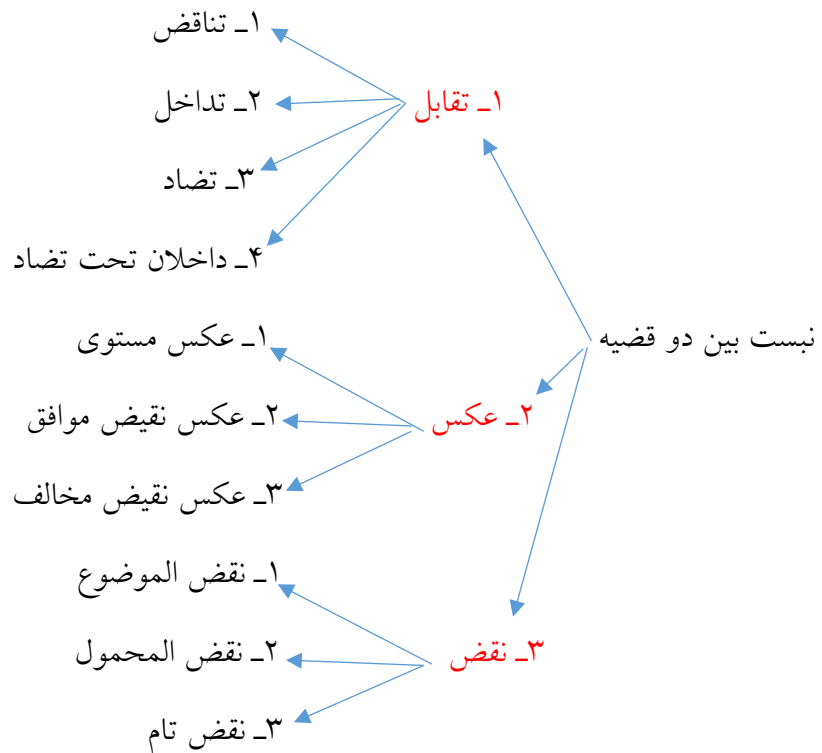 نبست بین دو قضیه
۱ـ تقابل
۱ـ تناقض
۲ـ تداخل
۳ـ تضاد
۴ـ داخلان تحت تضاد
۲ـ عکس
۱ـ عکس مستوی
۲ـ عکس نقیض موافق
۳ـ عکس نقیض مخالف
۳ـ نقض
۱ـ نقض الموضوع
۲ـ نقض المحمول
۳ـ نقض تام